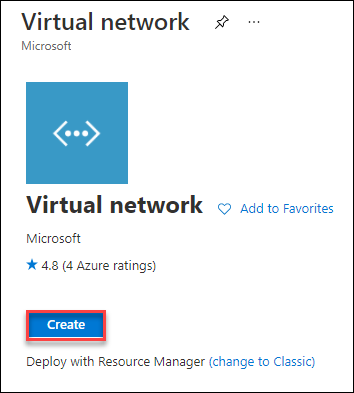 Virtual network
Microsoft
Virtual network
Add to Favorites
Microsoft
4.8 (4 Azure ratings)
Create
Deploy with Resource Manager (change to Classic)